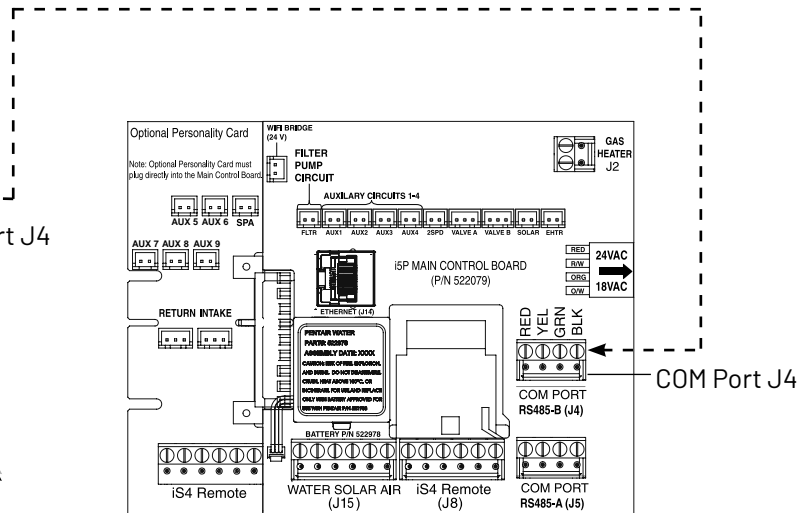 Optional Personality Card
Note: Optional Personality Card must
plug directly into the Main Control Board.
WIFI BRIDGE
(24 V)
FILTER
PUMP
CIRCUIT
AUXILARY CIRCUITS 1-4
GAS
HEATER
J2
AUX 5 AUX 6 SPA
FLTR AUX1 AUX2 AUX3 AUX4 2SPD VALVE A VALVE B SOLAR EHTR
rt J4
AUX 7 AUX 8 AUX 9
i5P MAIN CONTROL BOARD
(P/N 522079)
RED
R/W
ORG
O/W
24VAC
18VAC
ETHERNET (J14)
RETURN INTAKE
RED YEL GRN BLK
PENTAIR WATER
ASSEMBLY DATE: XXXX
COM Port J4
COM PORT
RS485-B (J4)
BATTERY P/N 522978
iS4 Remote
WATER SOLAR AIR
(J15)
iS4 Remote
(J8)
COM PORT
RS485-A (J5)